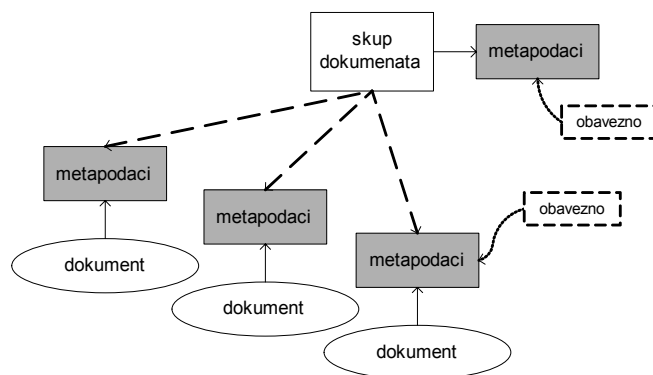 skup
dokumenata
metapodaci
obavezno
metapodaci
metapodaci
obavezno
metapodaci
dokument
dokument
dokument